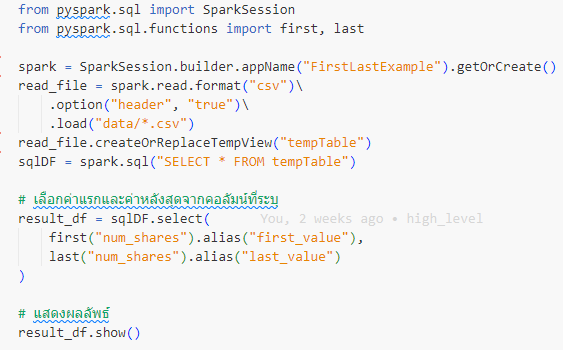 from pyspark.sql import SparkSession
from pyspark.sql.functions import first, last
spark = SparkSession.builder.appName("FirstLastExample").getOrCreate()
read_file = spark.read.format("csv")\
    .option("header", "true")\
    .load("data/*.csv")
read_file.createOrReplaceTempView("tempTable")
sqlDF = spark.sql("SELECT * FROM tempTable")
# เลือกค่าแรกและค่าหลังสุดจากคอลัมน์ที่ระบุ
result_df = sqlDF.select(     You, 2 weeks ago • high_level
    first("num_shares").alias("first_value"),
    last("num_shares").alias("last_value")
)
# แสดงผลลัพธ์
result_df.show()